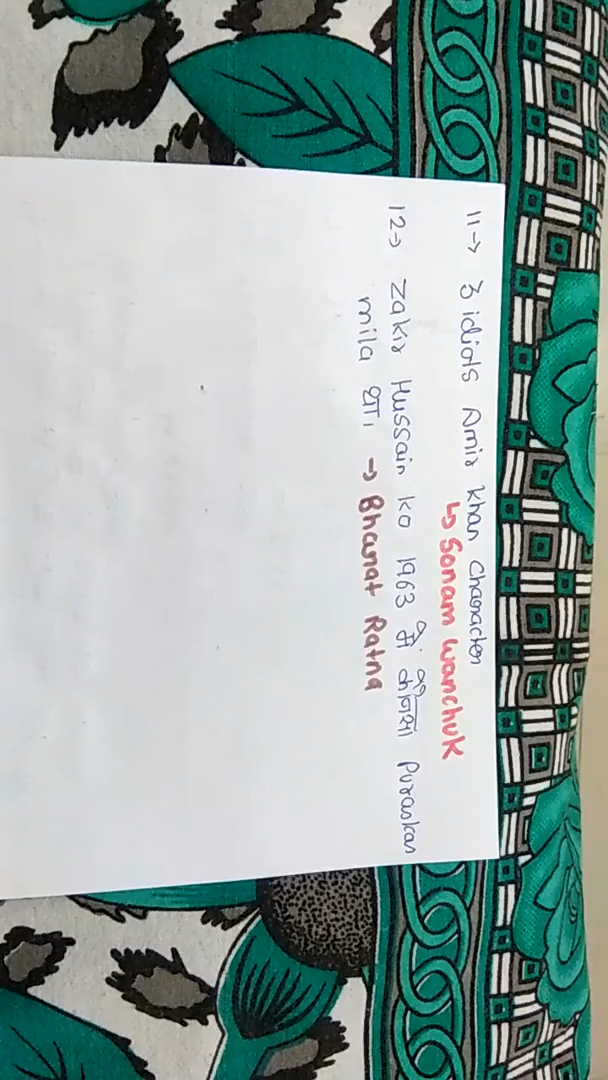 11→ 3 idiots Amir Khan Character
↳ Sonam Wanchuk
12→ Zakir Hussain ko 1963 में कौनसा Puraskar
mila था। → Bharat Ratna